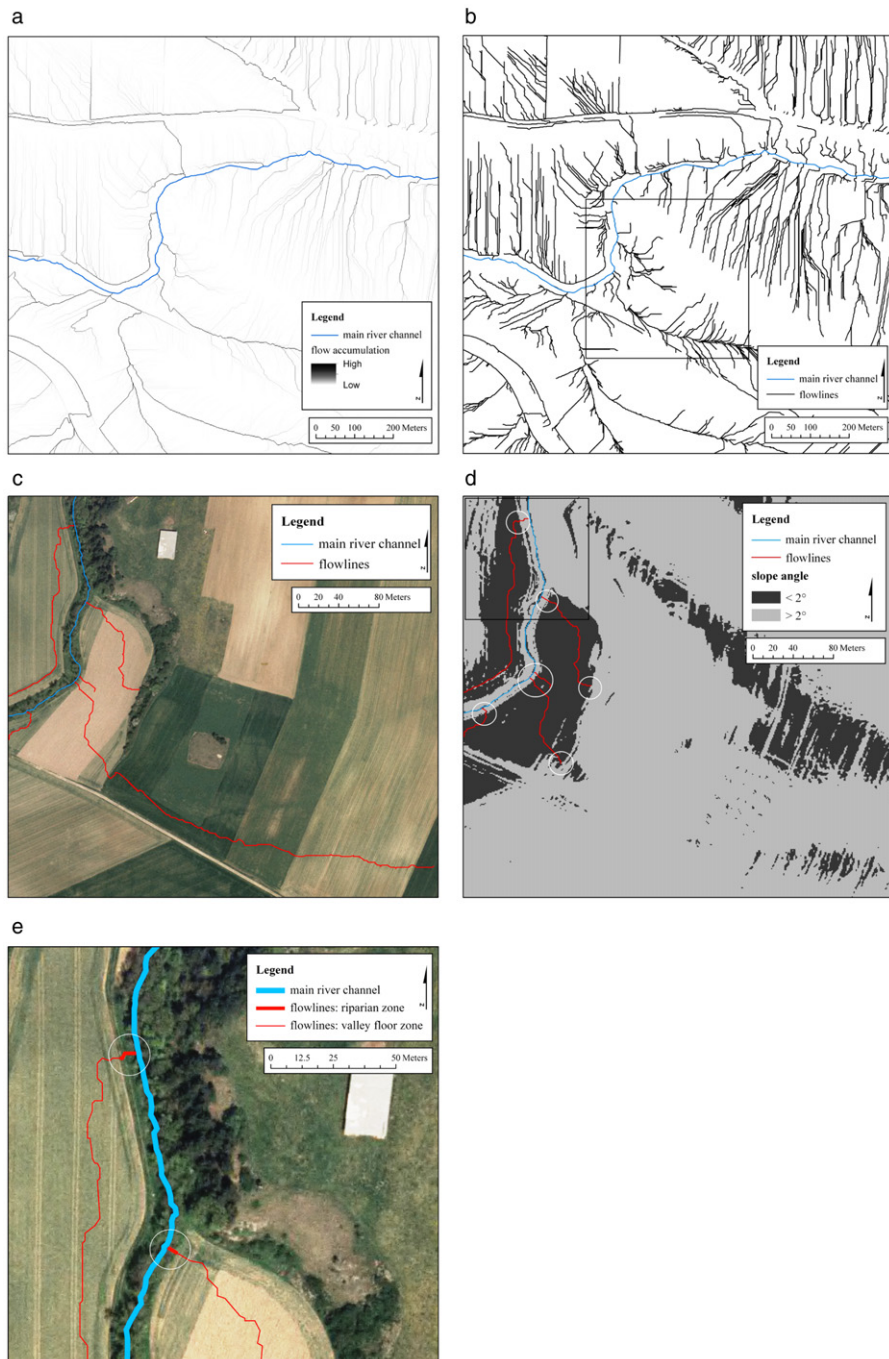 a
b
Legend
main river channel
flow accumulation
High
Low
z
0 50 100 200 Meters
Legend
main river channel
flowlines
z
0 50 100 200 Meters
c
d
Legend
main river channel
flowlines
z
0 20 40 80 Meters
Legend
main river channel
flowlines
slope angle
< 2°
> 2°
z
0 20 40 80 Meters
e
Legend
main river channel
flowlines: riparian zone
flowlines: valley floor zone
z
0 12.5 25 50 Meters